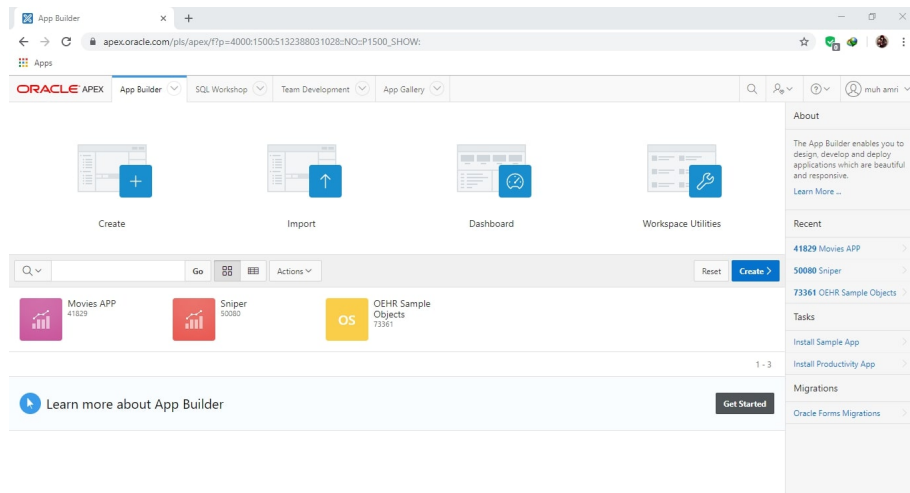 App Builder
apex.oracle.com/pls/apex/f?p=4000:1500:5132388031028::NO::P1500_SHOW:
Apps
ORACLE APEX App Builder SQL Workshop Team Development App Gallery muh amri
Create
Import
Dashboard
Workspace Utilities
Go
Actions
Reset
Create >
Movies APP
41829
Sniper
50080
OS
OEHR Sample
Objects
73361
1 - 3
Learn more about App Builder
Get Started
About
The App Builder enables you to
design, develop and deploy
applications which are beautiful
and responsive.
Learn More ...
Recent
41829 Movies APP
50080 Sniper
73361 OEHR Sample Objects
Tasks
Install Sample App
Install Productivity App
Migrations
Oracle Forms Migrations